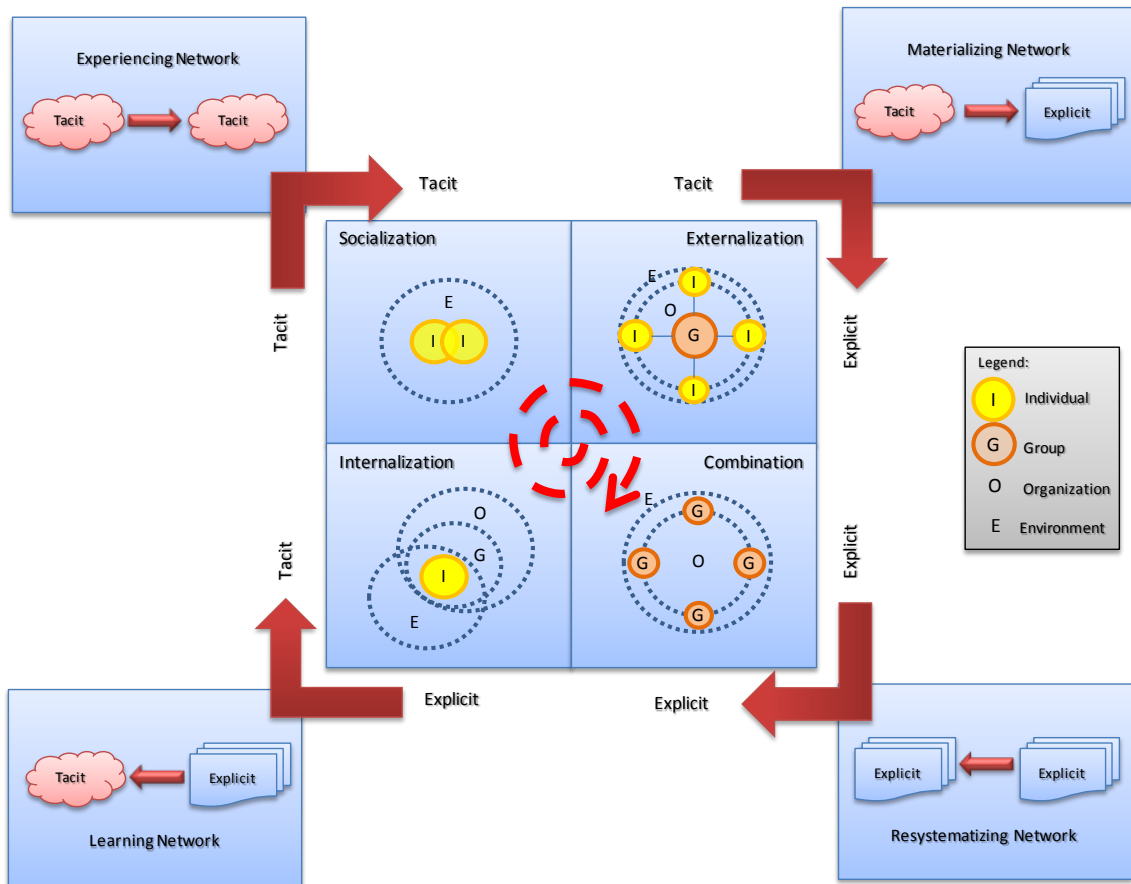 Experiencing Network
Tacit
Tacit
Materializing Network
Tacit
Explicit
Tacit
Tacit
Socialization
E
I
I
Externalization
E
I
O
I
G
I
I
Tacit
Explicit
Legend:
I
Individual
G
Group
O
Organization
E
Environment
Internalization
O
G
I
E
Combination
E
G
G
O
G
G
Tacit
Explicit
Explicit
Explicit
Tacit
Explicit
Learning Network
Explicit
Explicit
Resystematizing Network